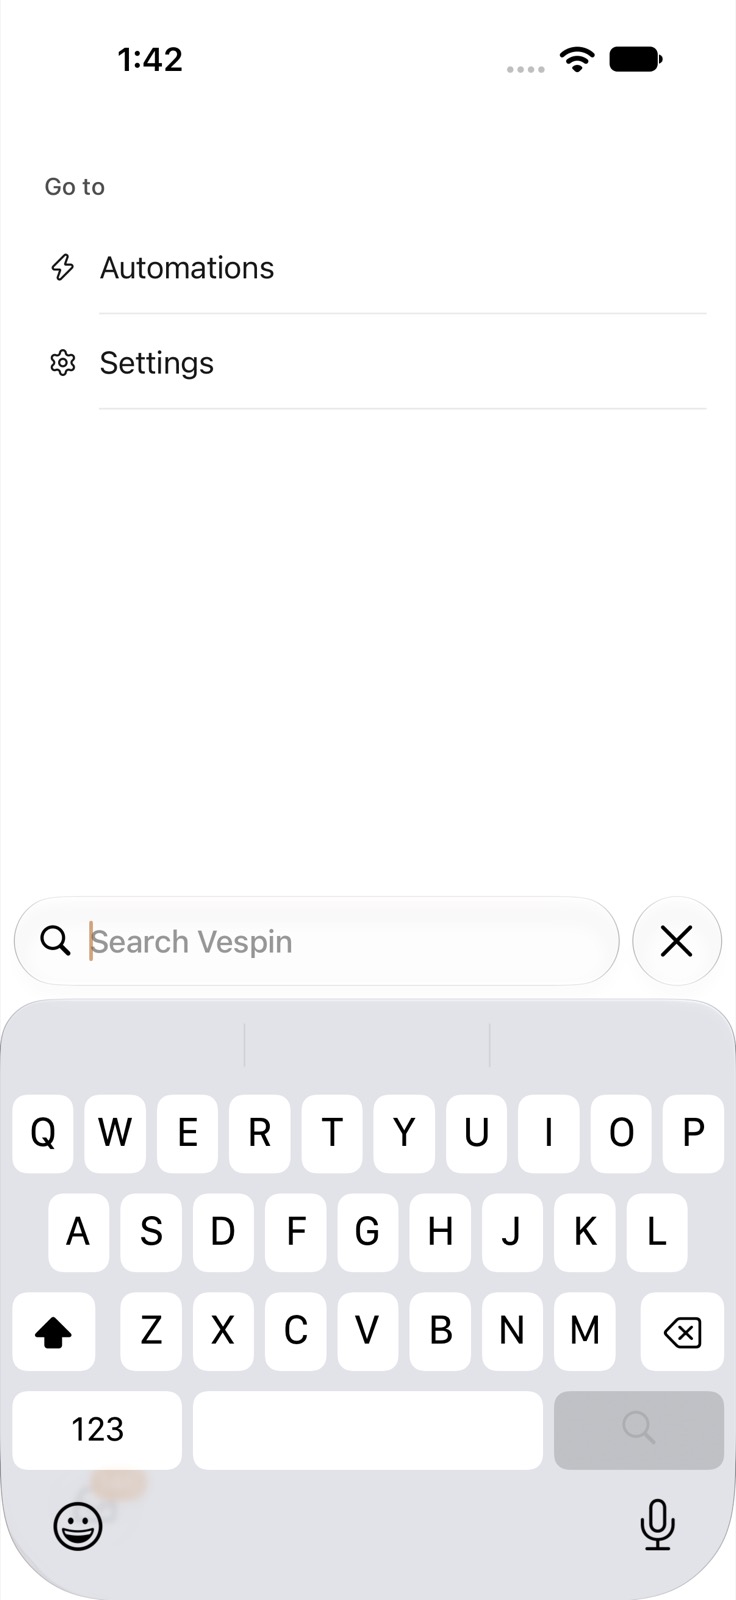 1:42
Go to
Automations
Settings
Search Vespin
Q W E R T Y U I O P
A S D F G H J K L
Z X C V B N M
123